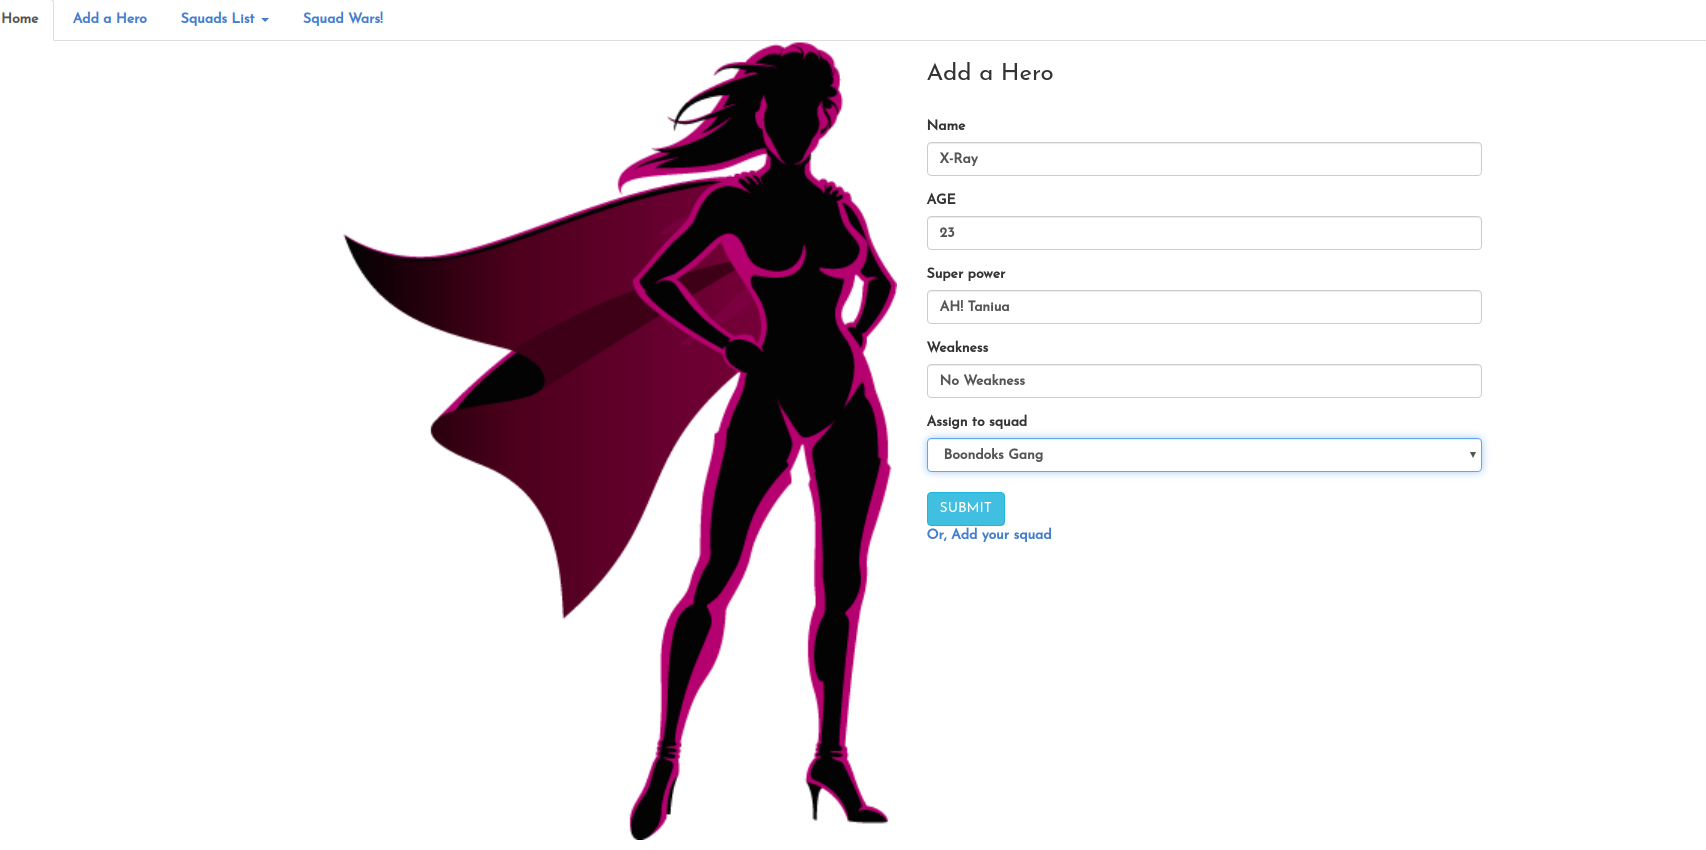 Home Add a Hero Squads List Squad Wars!
Add a Hero
Name
X-Ray
AGE
23
Super power
AH! Taniua
Weakness
No Weakness
Assign to squad
Boondoks Gang
SUBMIT
Or, Add your squad